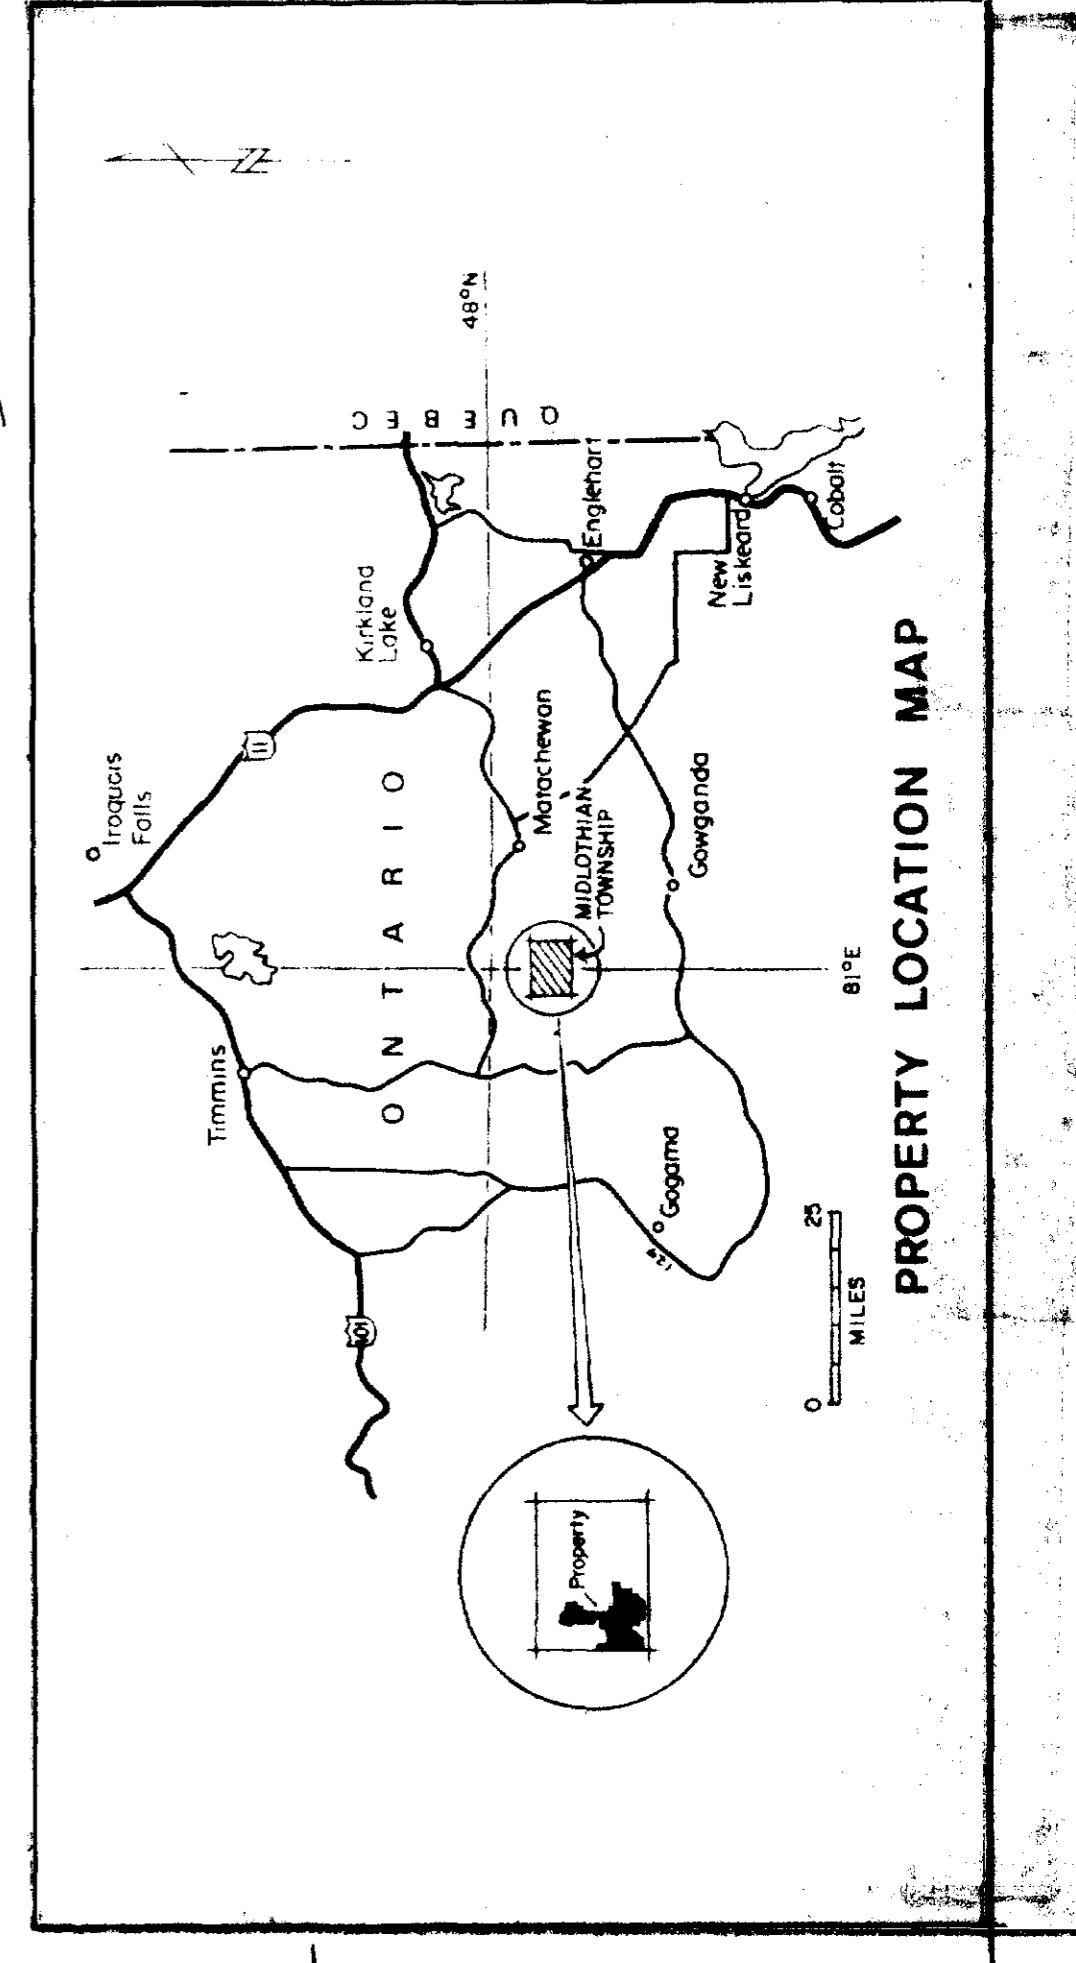 N
48°N
QUEBEC
Iroquois
Falls
11
Kirkland
Lake
Timmins
ONTARIO
101
Matachewan
Englehart
MIDLOTHIAN
TOWNSHIP
New
Liskeard
Cobalt
Gowganda
Gogama
129
81°E
Property
0 25
MILES
PROPERTY LOCATION MAP